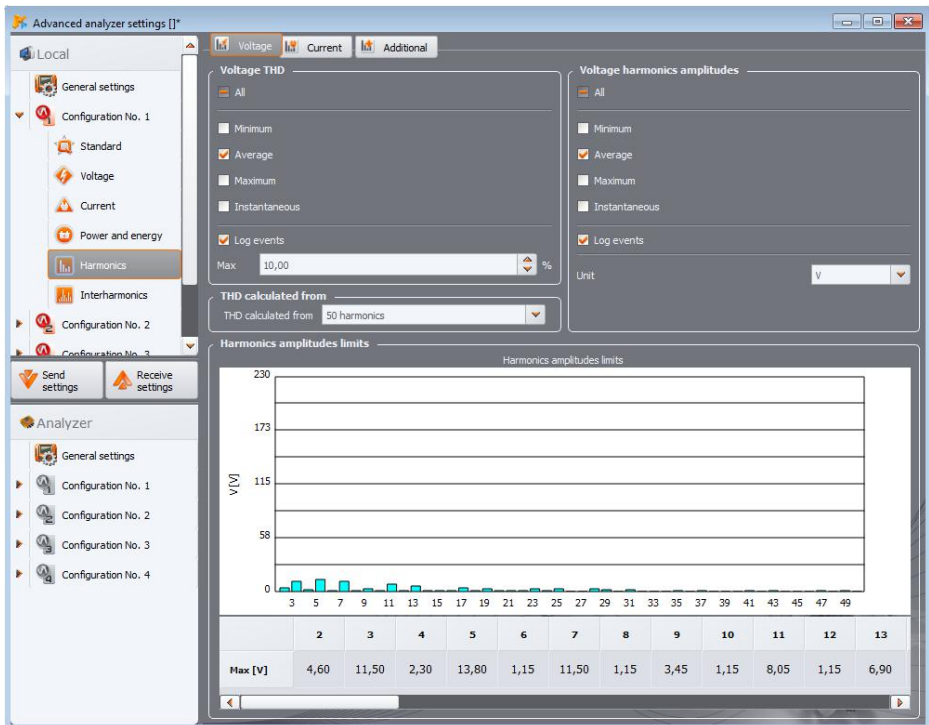 Advanced analyzer settings []*
Local
General settings
Configuration No. 1
Standard
Voltage
Current
Power and energy
Harmonics
Interharmonics
Configuration No. 2
Configuration No. 3
Send settings
Receive settings
Analyzer
General settings
Configuration No. 1
Configuration No. 2
Configuration No. 3
Configuration No. 4
Voltage Current Additional
Voltage THD
All
Minimum
Average
Maximum
Instantaneous
Log events
Max 10,00 %
THD calculated from
THD calculated from 50 harmonics
Voltage harmonics amplitudes
All
Minimum
Average
Maximum
Instantaneous
Log events
Unit V
Harmonics amplitudes limits
Harmonics amplitudes limits
230
173
115
58
0
V [V]
3 5 7 9 11 13 15 17 19 21 23 25 27 29 31 33 35 37 39 41 43 45 47 49
2 3 4 5 6 7 8 9 10 11 12 13
Max [V] 4,60 11,50 2,30 13,80 1,15 11,50 1,15 3,45 1,15 8,05 1,15 6,90